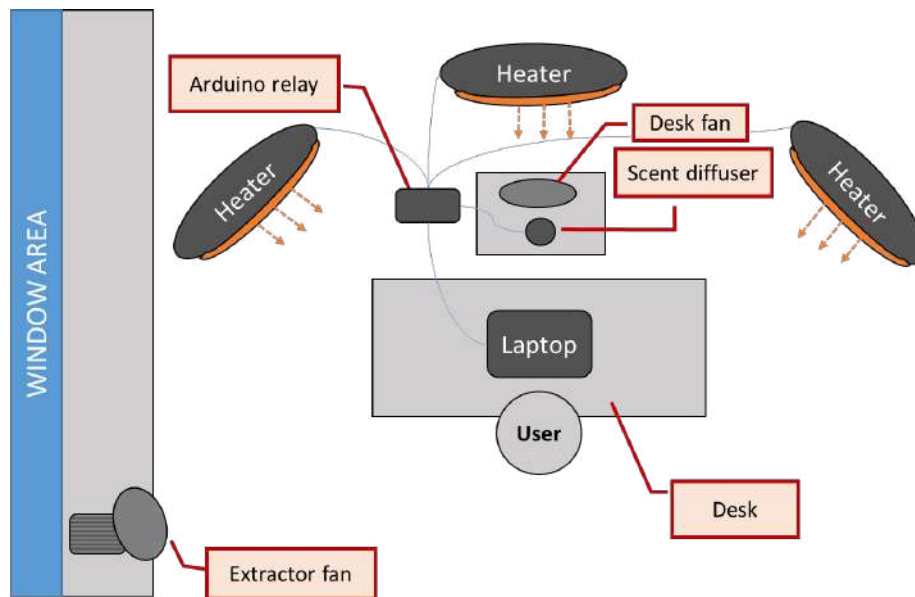 Heater
Arduino relay
Desk fan
Scent diffuser
Heater
Heater
WINDOW AREA
Laptop
User
Desk
Extractor fan